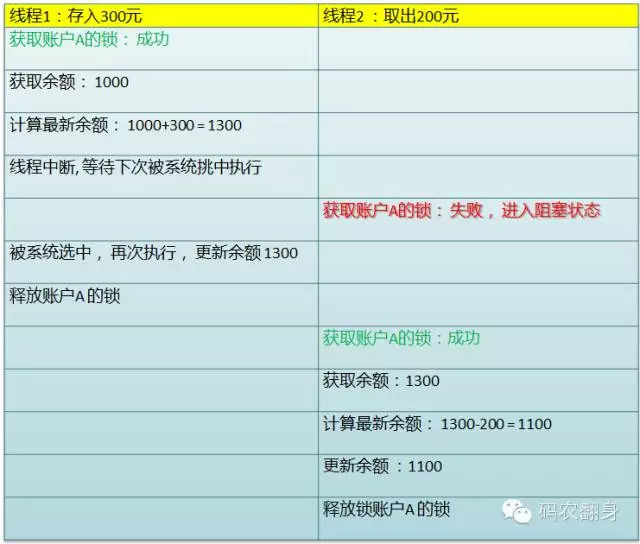 线程1：存入300元
线程2：取出200元
获取账户A的锁：成功
获取余额：1000
计算最新余额：1000+300=1300
线程中断,等待下次被系统挑中执行
获取账户A的锁：失败，进入阻塞状态
被系统选中，再次执行，更新余额1300
释放账户A的锁
获取账户A的锁：成功
获取余额：1300
计算最新余额：1300-200=1100
更新余额：1100
释放锁账户A的锁
码农翻身